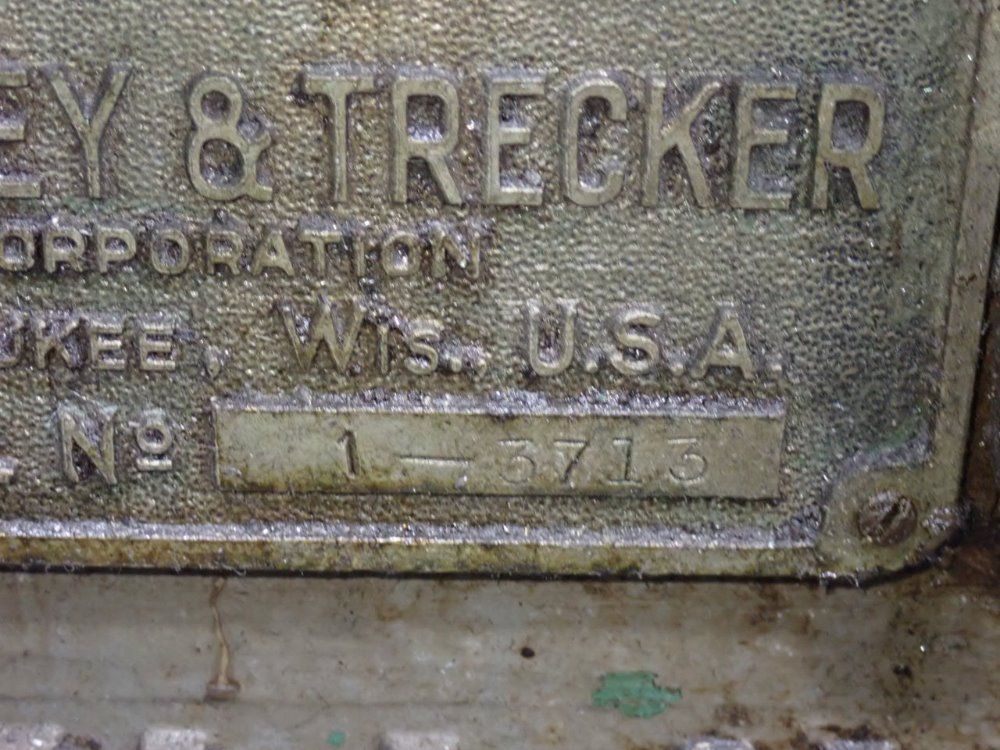 EY & TRECKER
ORPORATION
UKEE, WIS., U.S.A.
. Nº 1 — 3713